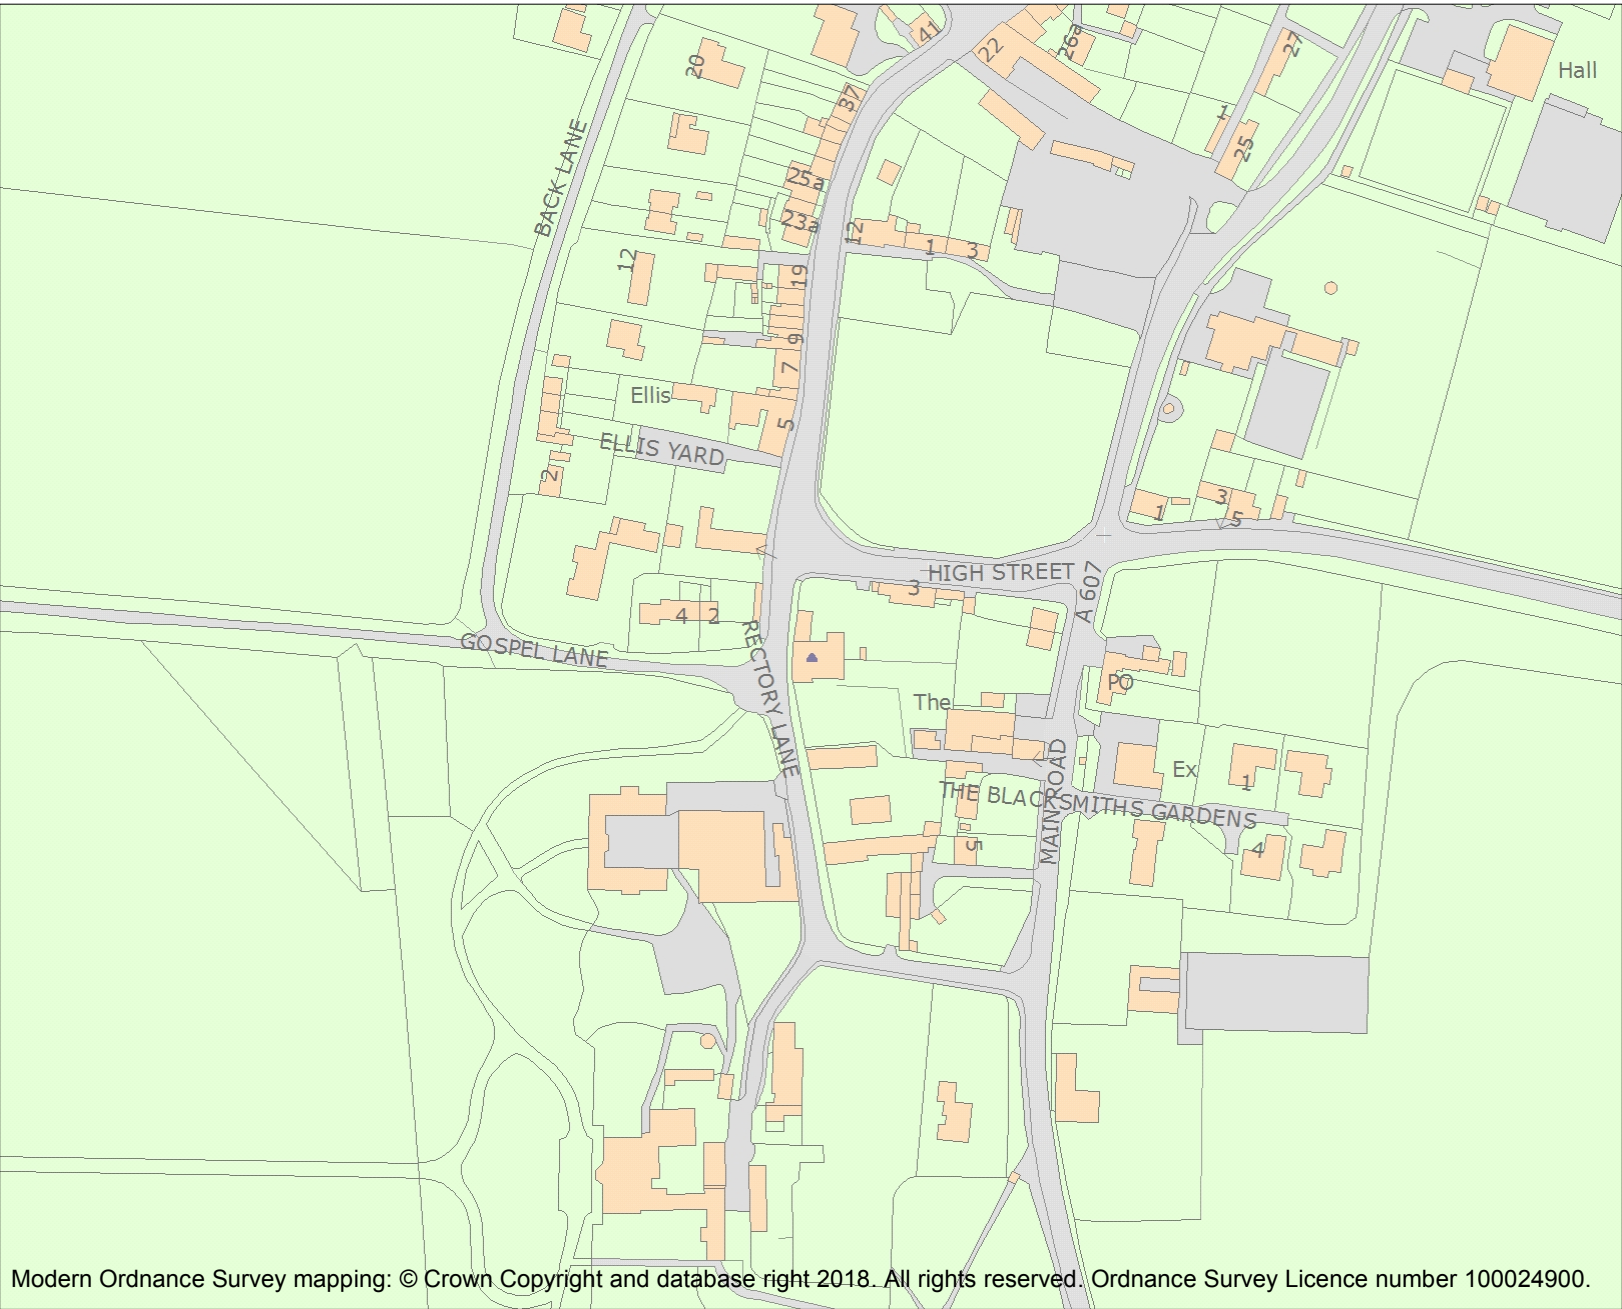 41
22
26a
27
Hall
20
37
1
25
BACK LANE
25a
23a
12
1
3
12
19
9
7
Ellis
5
ELLIS YARD
2
3
1
5
HIGH STREET
3
A 607
4
2
GOSPEL LANE
RECTORY LANE
PO
The
Ex
1
THE BLACKSMITHS GARDENS
MAIN ROAD
5
4
Modern Ordnance Survey mapping: © Crown Copyright and database right 2018. All rights reserved. Ordnance Survey Licence number 100024900.